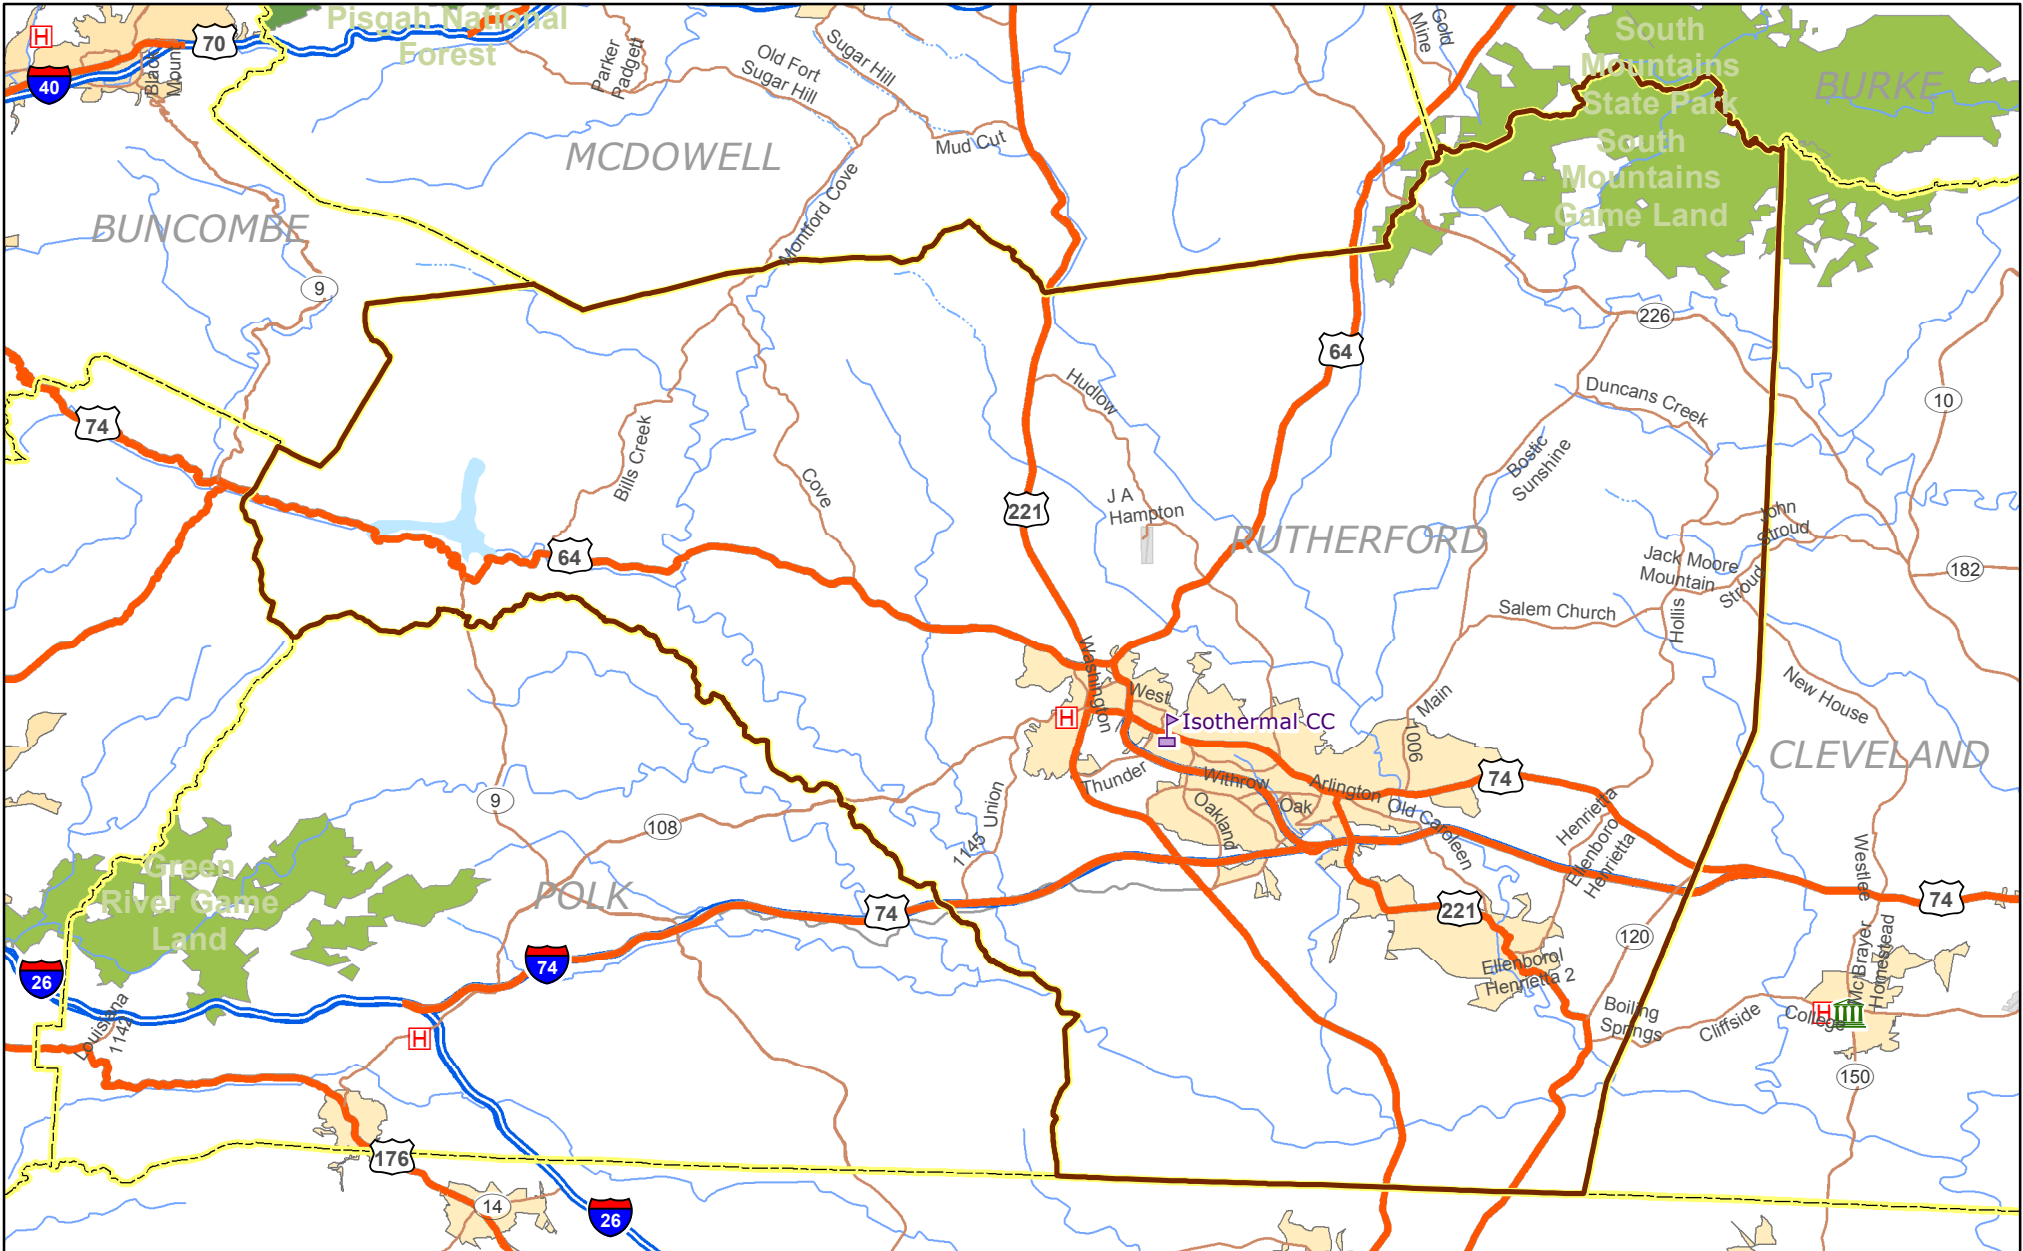 Pisgah National
Forest
H
70
40
Black
Mount
Parker
Padgett
Old Fort
Sugar Hill
Sugar Hill
Mud Cut
Gold
Mine
South
Mountains
State Park
South
Mountains
Game Land
BURKE
MCDOWELL
BUNCOMBE
Montford Cove
9
226
64
74
Hudlow
Duncans Creek
10
Bills Creek
Cove
Bostic
Sunshine
221
J A
Hampton
John
Stroud
64
RUTHERFORD
Jack Moore
Mountain
Stroud
182
Salem Church
Hollis
Washington
West
Main
New House
H
Isothermal CC
1006
CLEVELAND
Thunder
Withrow
Arlington
74
9
108
Union
1145
Oakland
Oak
Old Caroleen
Henrietta
Ellenboro
Henrietta
Westlee
Green
River Game
Land
POLK
74
221
74
120
26
74
Ellenborol
Henrietta 2
McBrayer
Homestead
Louisiana
1142
H
Boiling
Springs
Cliffside
College
H
150
176
14
26